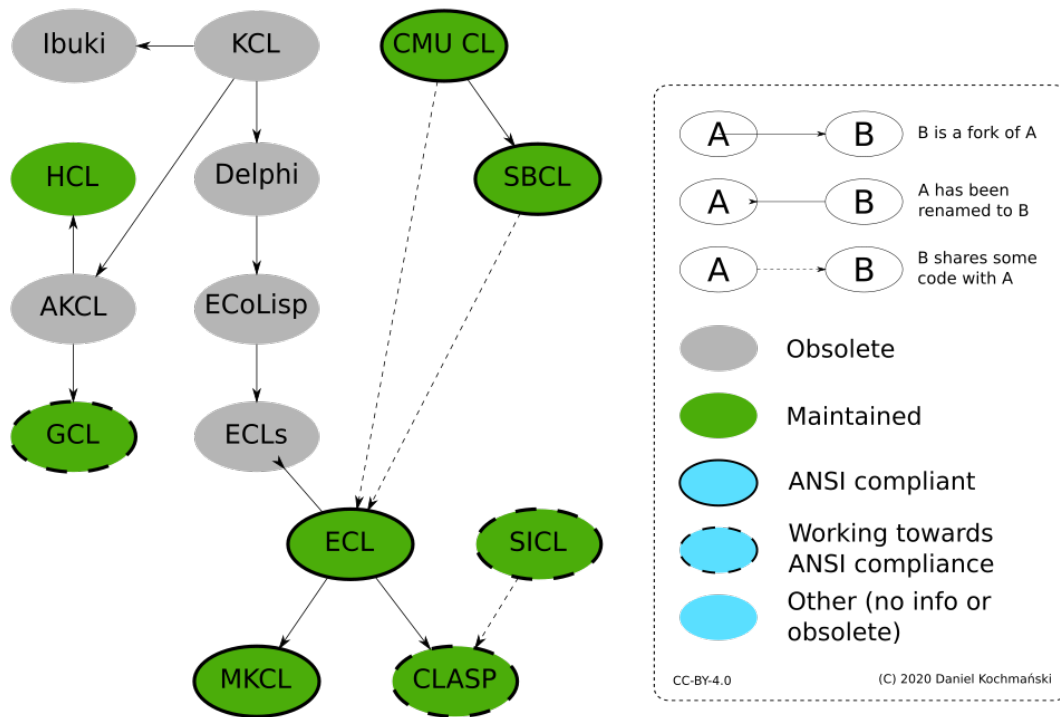 Ibuki
KCL
CMU CL
HCL
Delphi
SBCL
AKCL
ECoLisp
GCL
ECLs
ECL
SICL
MKCL
CLASP
A
B
B is a fork of A
A
B
A has been
renamed to B
A
B
B shares some
code with A
Obsolete
Maintained
ANSI compliant
Working towards
ANSI compliance
Other (no info or
obsolete)
CC-BY-4.0
(C) 2020 Daniel Kochmański